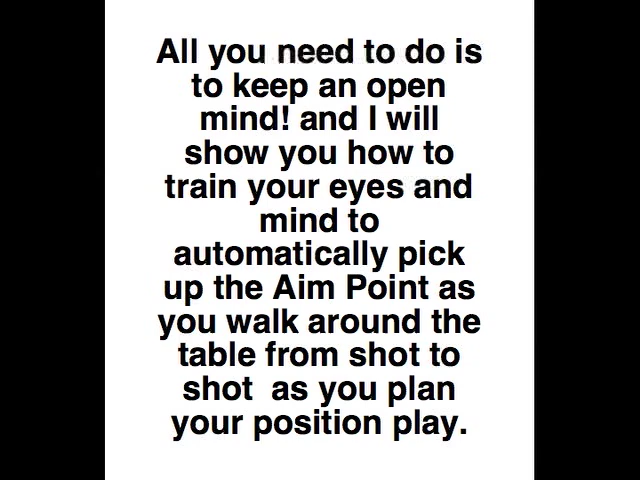 All you need to do is
to keep an open
mind! and I will
show you how to
train your eyes and
mind to
automatically pick
up the Aim Point as
you walk around the
table from shot to
shot  as you plan
your position play.